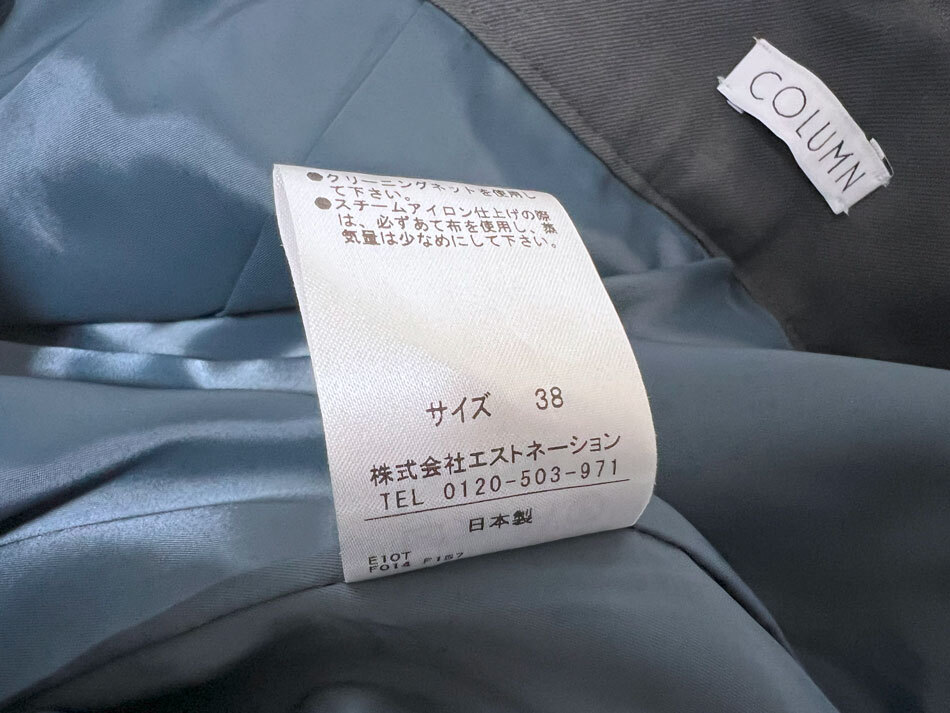 COLUMN
●クリーニングネットを使用し
て下さい。
●スチームアイロン仕上げの際
は、必ずあて布を使用し、蒸
気量は少なめにして下さい。
サイズ 38
株式会社エストネーション
TEL 0120-503-971
日本製
E10T
F014 F157